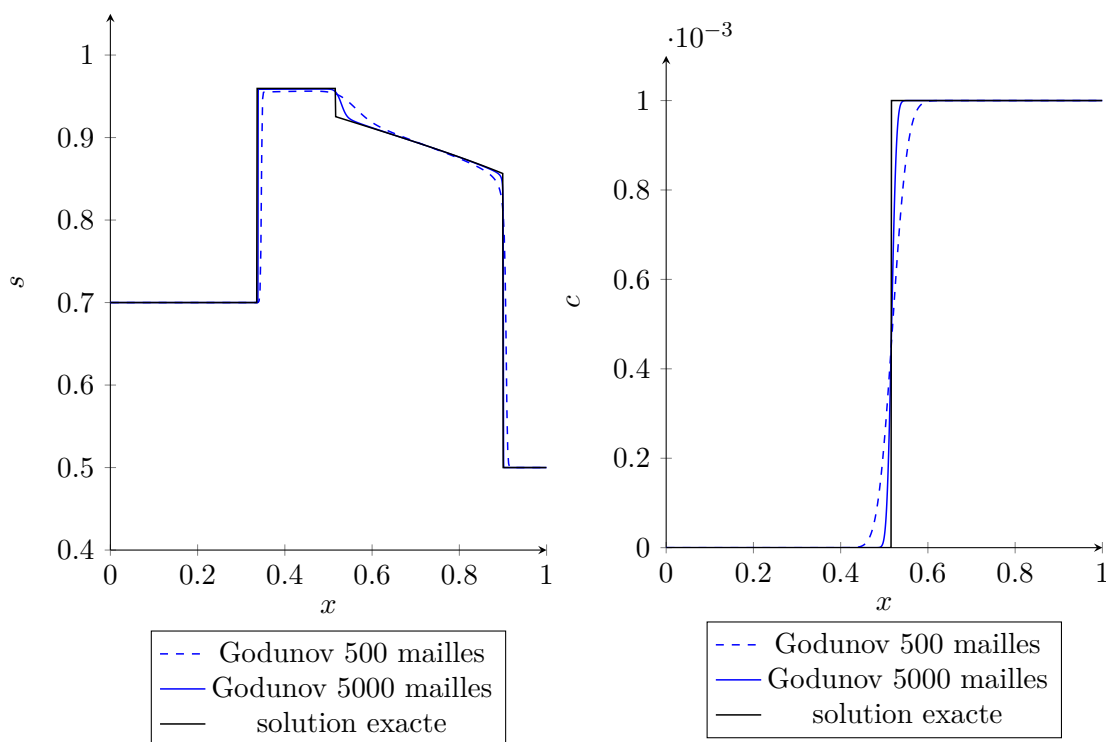 1
0.9
0.8
0.7
0.6
0.5
0.4
s
0 0.2 0.4 0.6 0.8 1
x
Godunov 500 mailles
Godunov 5000 mailles
solution exacte
·10⁻³
1
0.8
0.6
0.4
0.2
0
c
0 0.2 0.4 0.6 0.8 1
x
Godunov 500 mailles
Godunov 5000 mailles
solution exacte